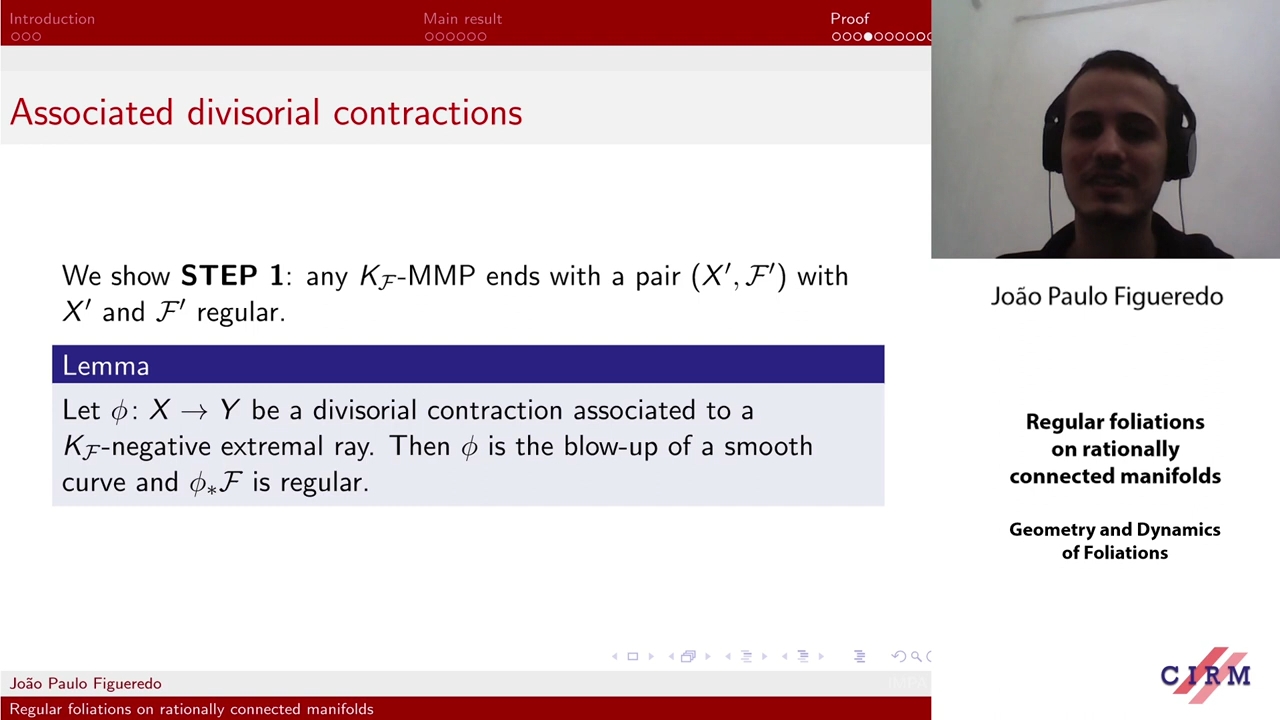 Introduction
Main result
Proof
Associated divisorial contractions
We show STEP 1: any K_ℱ-MMP ends with a pair (X′, ℱ′) with
X′ and ℱ′ regular.
Lemma
Let ϕ: X → Y be a divisorial contraction associated to a
K_ℱ-negative extremal ray. Then ϕ is the blow-up of a smooth
curve and ϕ_*ℱ is regular.
João Paulo Figueredo
Regular foliations on rationally connected manifolds
João Paulo Figueredo
Regular foliations
on rationally
connected manifolds
Geometry and Dynamics
of Foliations
CIRM